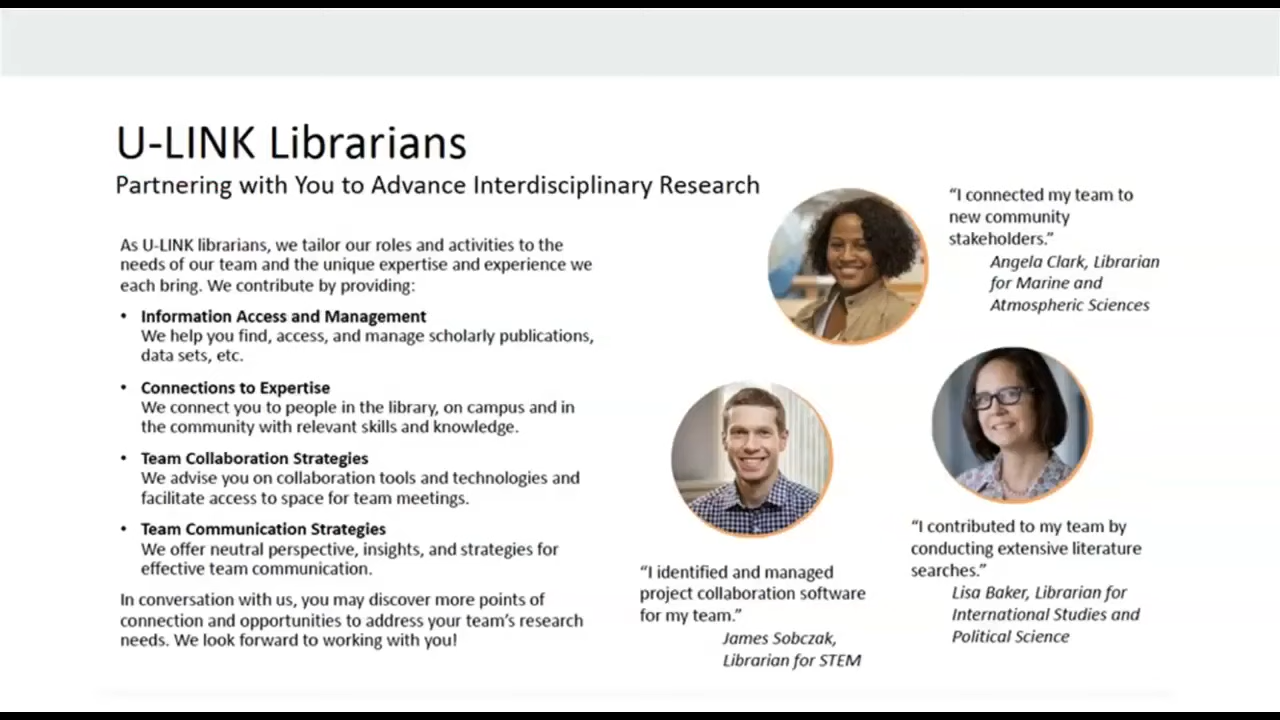 U-LINK Librarians
Partnering with You to Advance Interdisciplinary Research
As U-LINK librarians, we tailor our roles and activities to the
needs of our team and the unique expertise and experience we
each bring. We contribute by providing:
• Information Access and Management
We help you find, access, and manage scholarly publications,
data sets, etc.
• Connections to Expertise
We connect you to people in the library, on campus and in
the community with relevant skills and knowledge.
• Team Collaboration Strategies
We advise you on collaboration tools and technologies and
facilitate access to space for team meetings.
• Team Communication Strategies
We offer neutral perspective, insights, and strategies for
effective team communication.
In conversation with us, you may discover more points of
connection and opportunities to address your team’s research
needs. We look forward to working with you!
“I connected my team to
new community
stakeholders.”
Angela Clark, Librarian
for Marine and
Atmospheric Sciences
“I identified and managed
project collaboration software
for my team.”
James Sobczak,
Librarian for STEM
“I contributed to my team by
conducting extensive literature
searches.”
Lisa Baker, Librarian for
International Studies and
Political Science